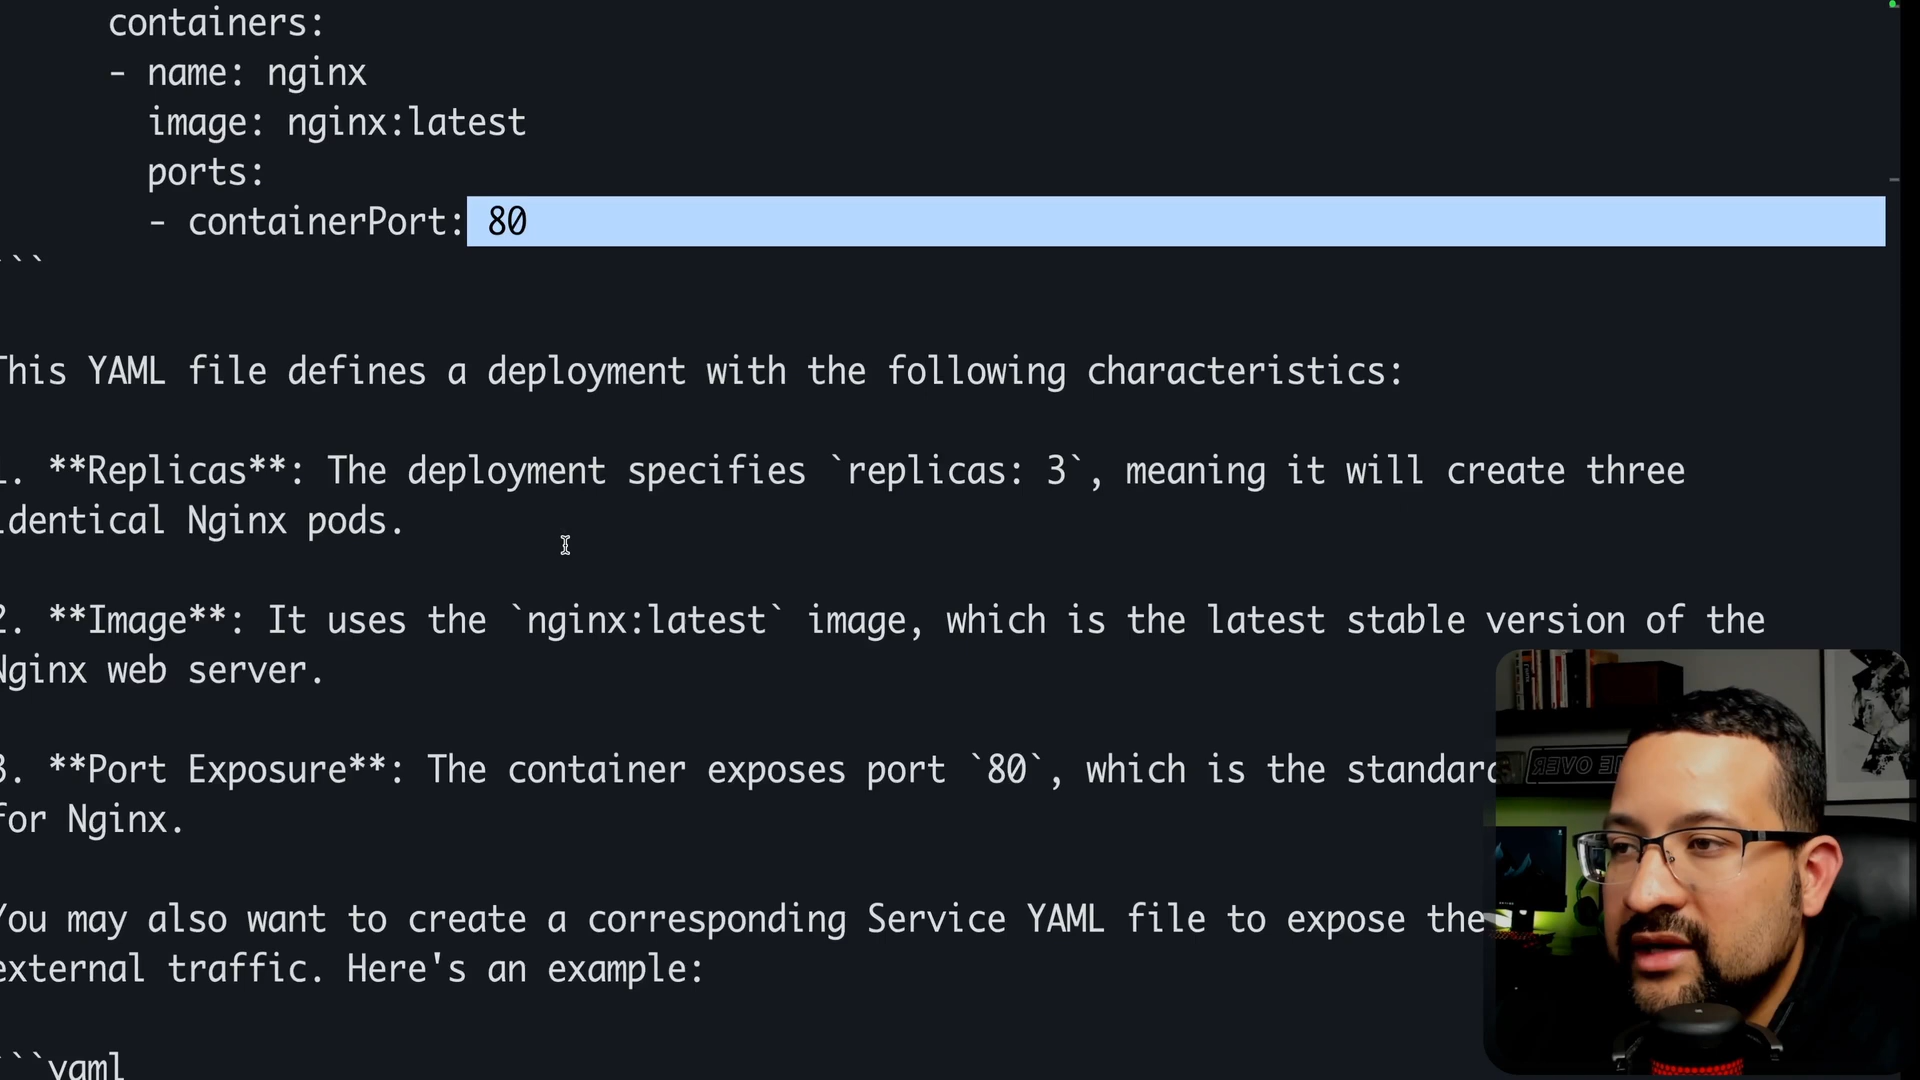 containers:
- name: nginx
image: nginx:latest
ports:
- containerPort: 80
```
This YAML file defines a deployment with the following characteristics:
1. **Replicas**: The deployment specifies `replicas: 3`, meaning it will create three
identical Nginx pods.
2. **Image**: It uses the `nginx:latest` image, which is the latest stable version of the
Nginx web server.
3. **Port Exposure**: The container exposes port `80`, which is the standard
for Nginx.
You may also want to create a corresponding Service YAML file to expose the
external traffic. Here's an example:
```yaml